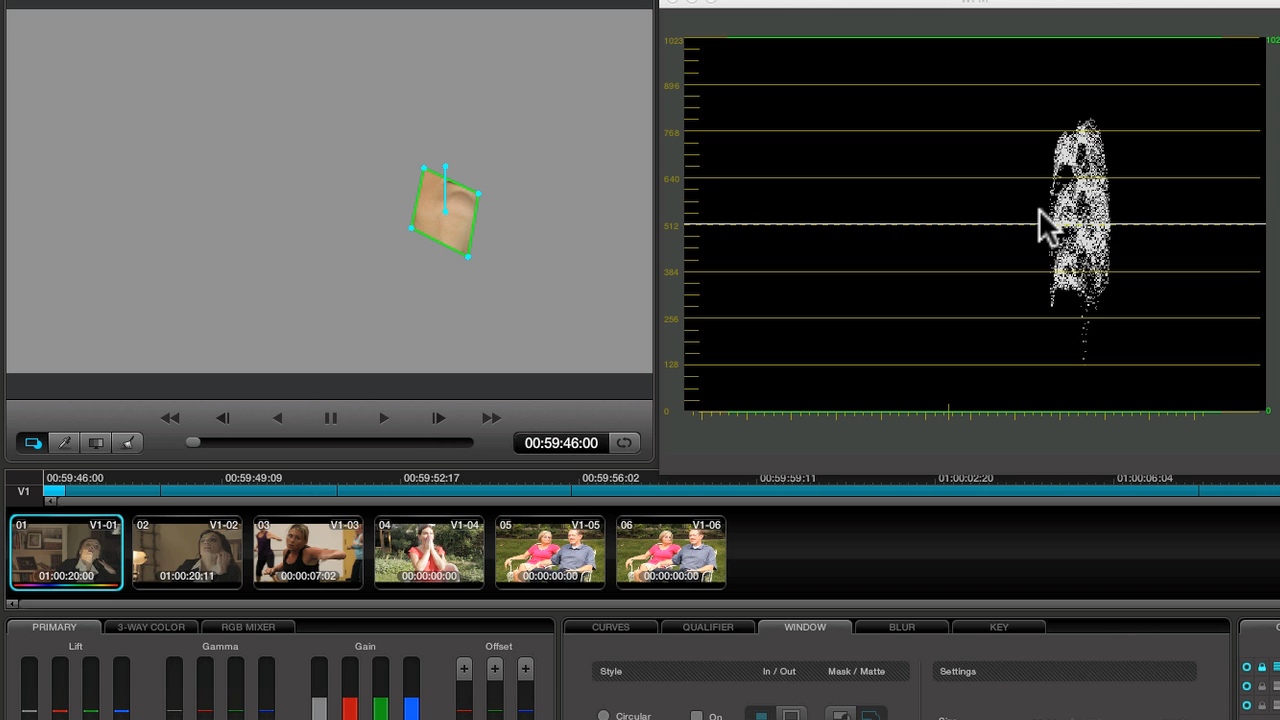 1023
896
768
640
512
384
256
128
0
0
00:59:46:00
00:59:46:00
00:59:49:09
00:59:52:17
00:59:56:02
00:59:59:11
01:00:02:20
01:00:06:04
V1
01 V1-01
01:00:20:00
02 V1-02
01:00:20:11
03 V1-03
00:00:07:02
04 V1-04
00:00:00:00
05 V1-05
00:00:00:00
06 V1-06
00:00:00:00
PRIMARY
3-WAY COLOR
RGB MIXER
Lift
Gamma
Gain
Offset
CURVES
QUALIFIER
WINDOW
BLUR
KEY
Style
In / Out
Mask / Matte
Settings
Circular
On